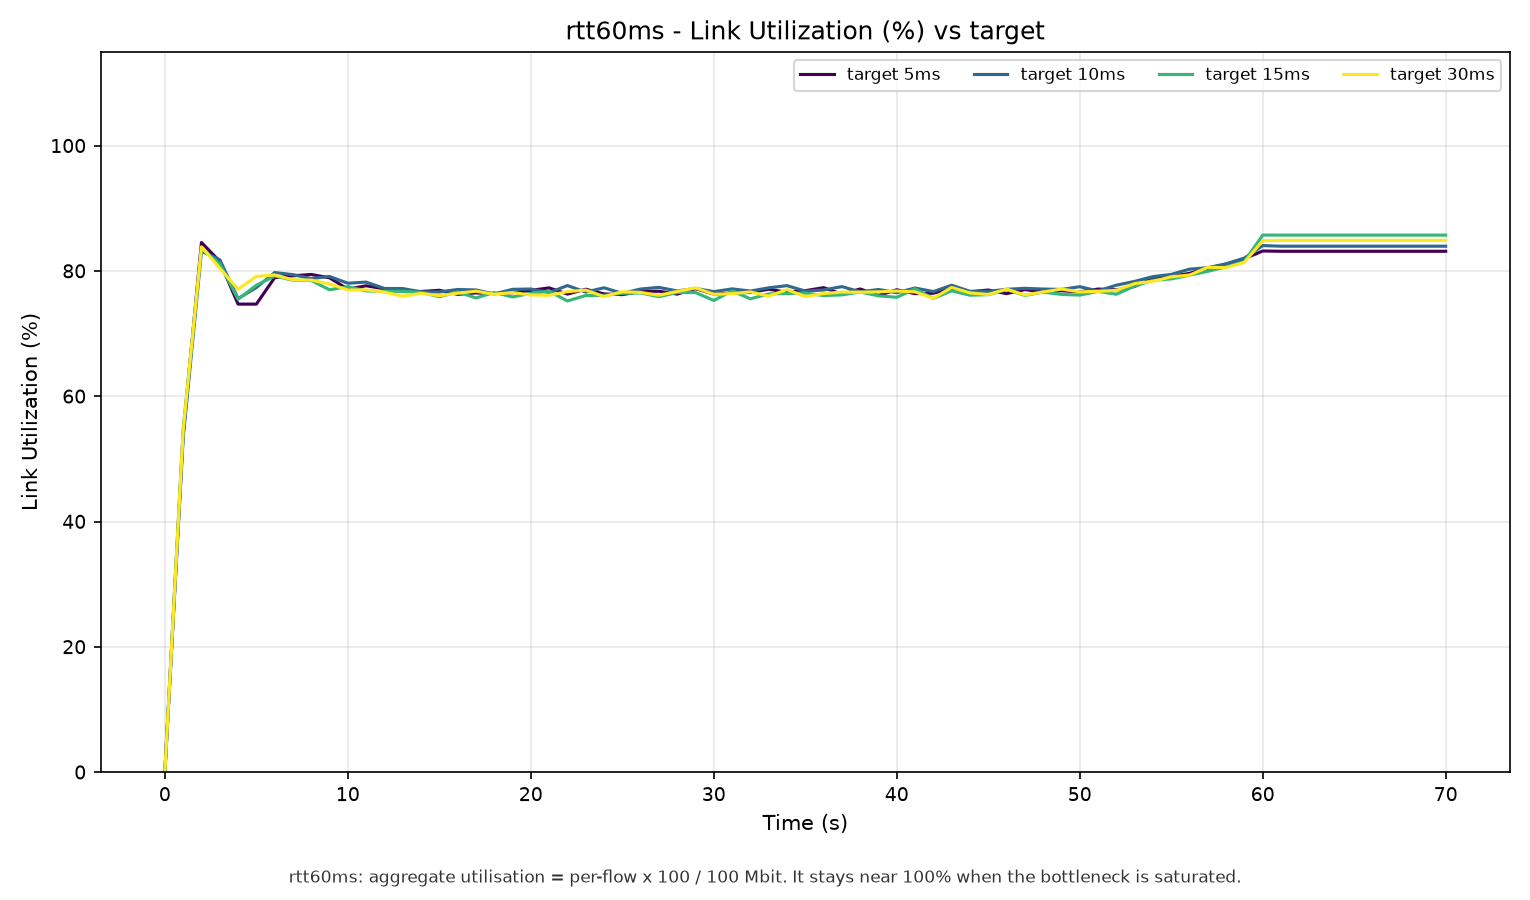 rtt60ms - Link Utilization (%) vs target
target 5ms
target 10ms
target 15ms
target 30ms
Link Utilization (%)
100
80
60
40
20
0
0
10
20
30
40
50
60
70
Time (s)
rtt60ms: aggregate utilisation = per-flow x 100 / 100 Mbit. It stays near 100% when the bottleneck is saturated.